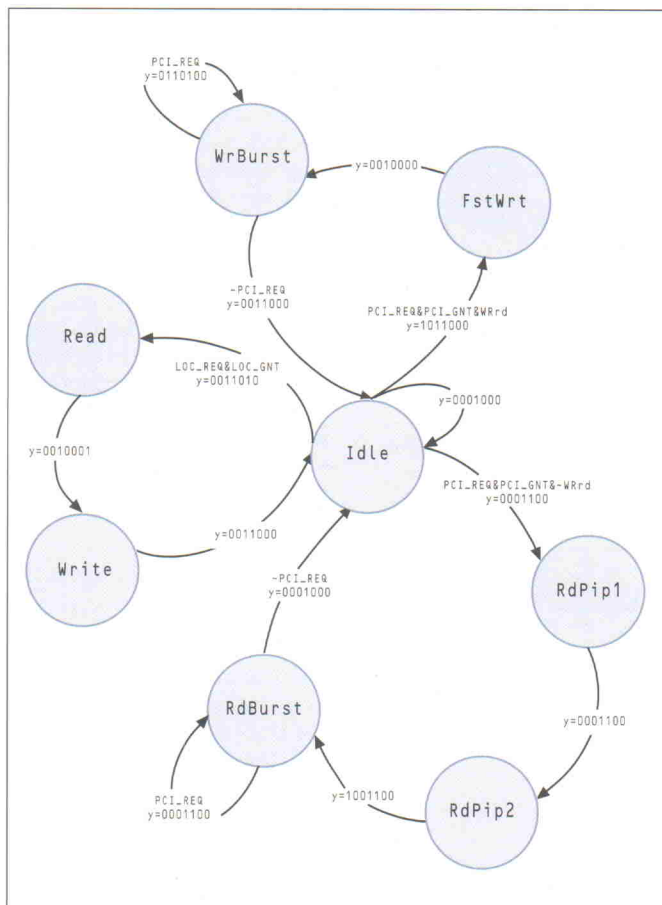 PCI_REQ
y=0110100
WrBurst
y=0010000
FstWrt
~PCI_REQ
y=0011000
PCI_REQ&PCI_GNT&WRrd
y=1011000
Read
LOC_REQ&LOC_GNT
y=0011010
y=0001000
Idle
y=0010001
PCI_REQ&PCI_GNT&~WRrd
y=0001100
y=0011000
Write
~PCI_REQ
y=0001000
RdPip1
RdBurst
y=0001100
PCI_REQ
y=0001100
y=1001100
RdPip2